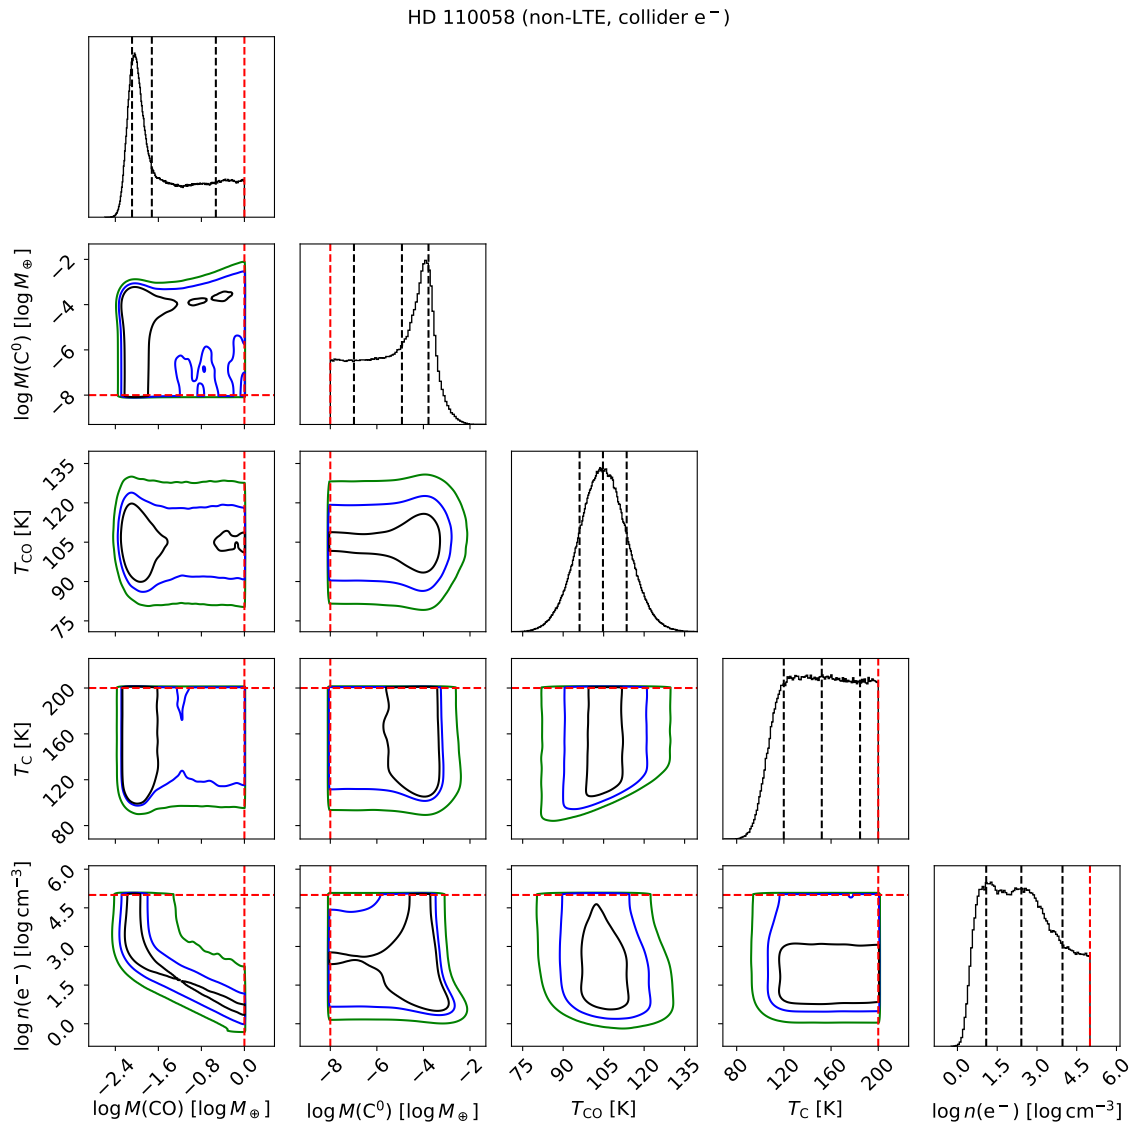 HD 110058 (non-LTE, collider e⁻)
log M(C⁰) [log M⊕]
−2
−4
−6
−8
T_CO [K]
135
120
105
90
75
T_C [K]
200
160
120
80
log n(e⁻) [log cm⁻³]
6.0
4.5
3.0
1.5
0.0
−2.4 −1.6 −0.8 0.0
−8 −6 −4 −2
75 90 105 120 135
80 120 160 200
0.0 1.5 3.0 4.5 6.0
log M(CO) [log M⊕]
log M(C⁰) [log M⊕]
T_CO [K]
T_C [K]
log n(e⁻) [log cm⁻³]